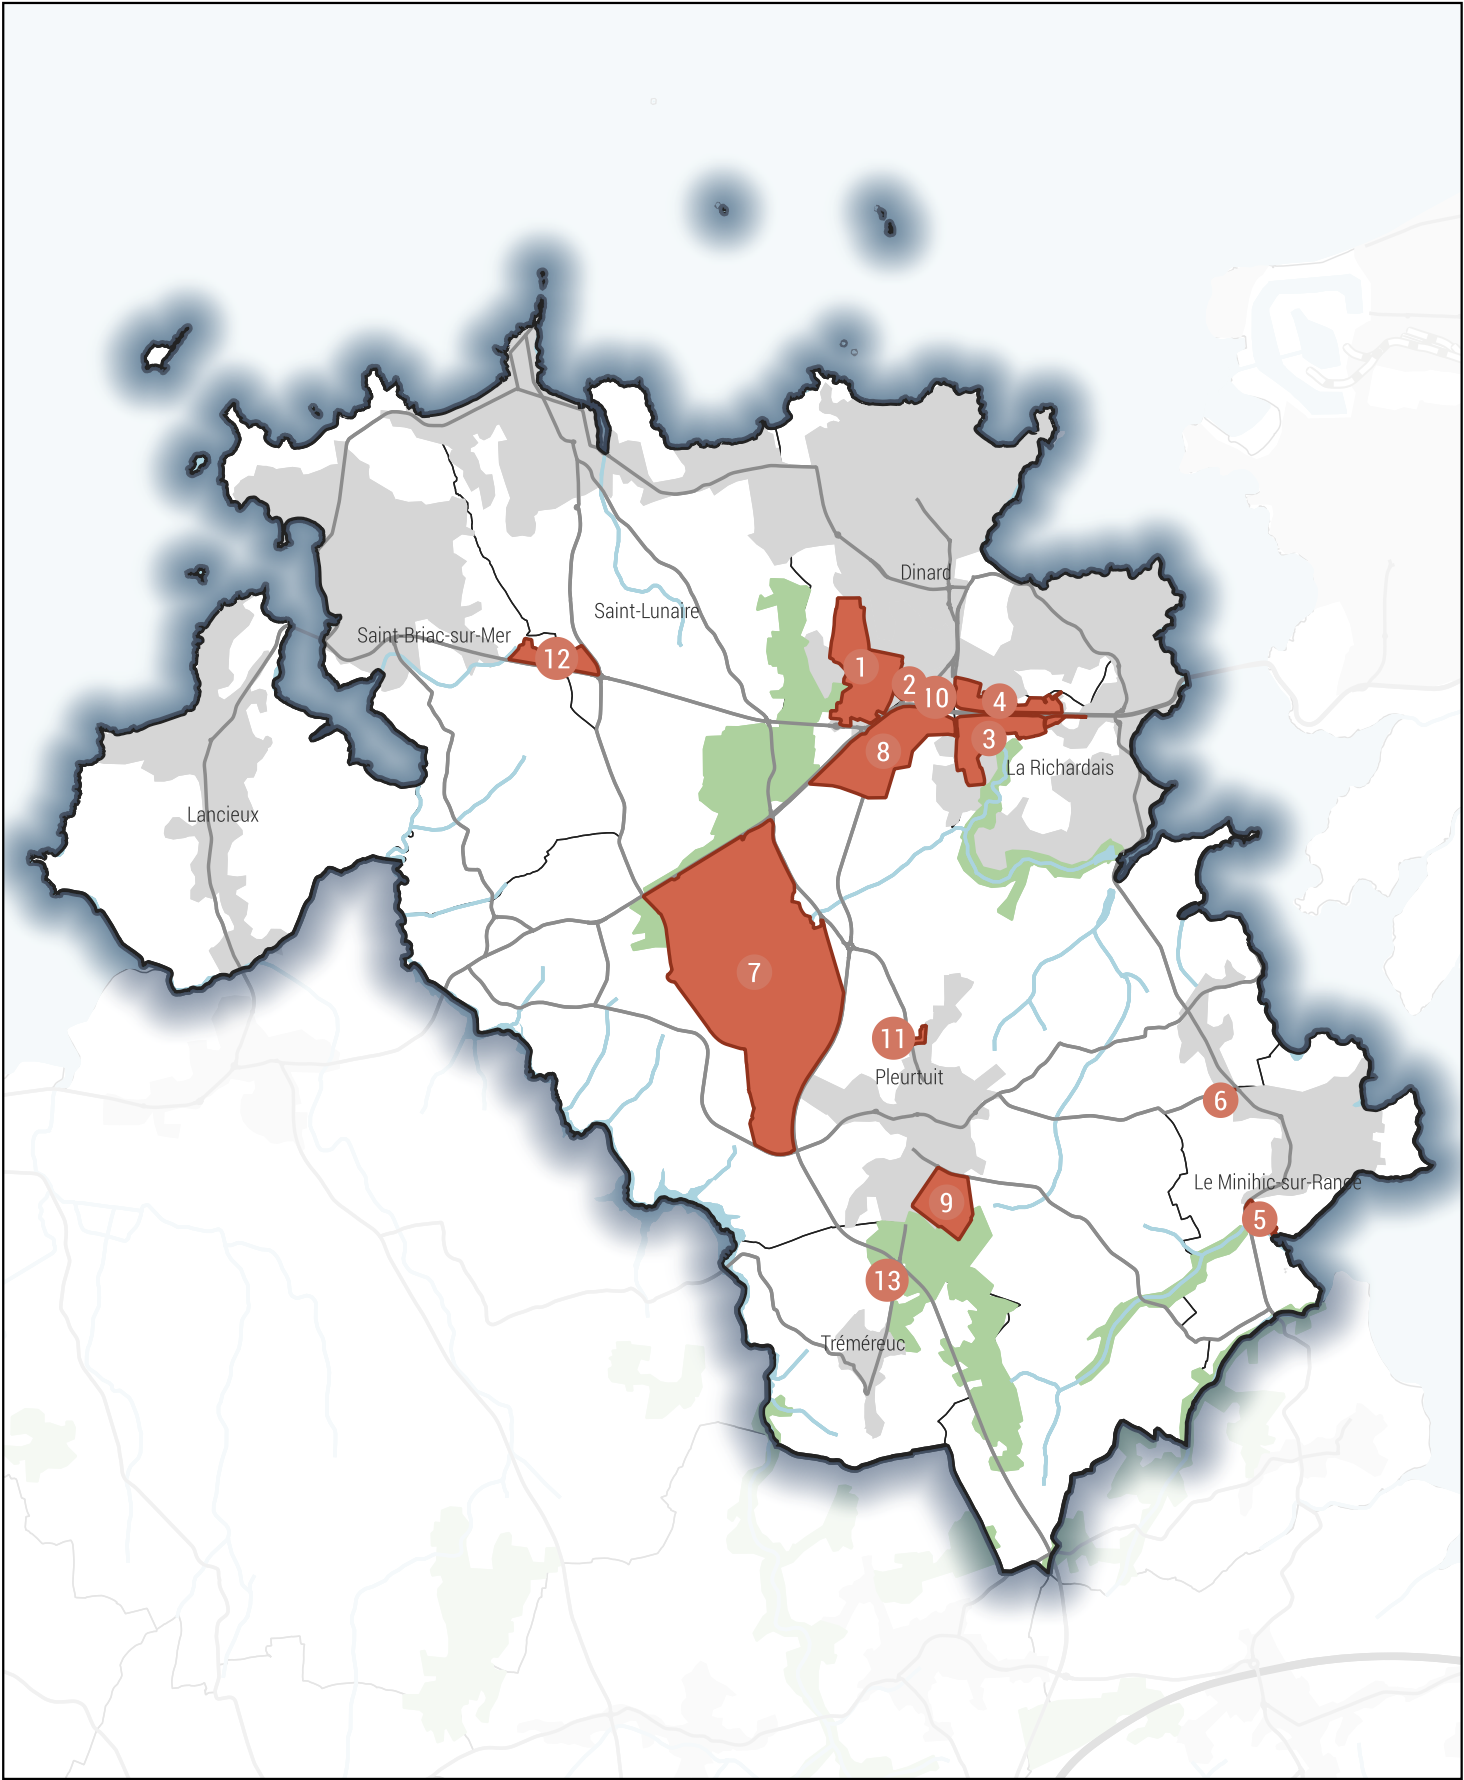 Dinard
Saint-Lunaire
Saint-Briac-sur-Mer
12
1
2
10
4
3
8
La Richardais
Lancieux
7
11
Pleurtuit
6
Le Minihic-sur-Rance
9
5
13
Tréméreuc